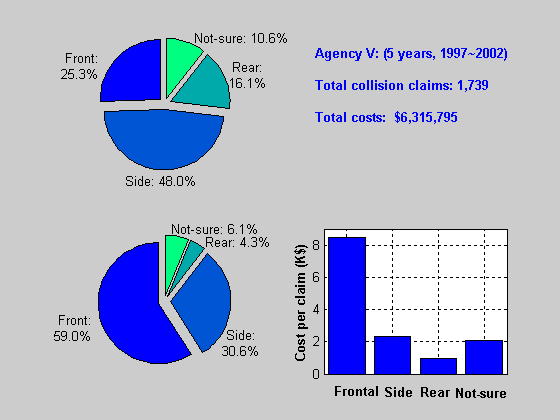 Not-sure: 10.6%
Front:
25.3%
Rear:
16.1%
Side: 48.0%
Agency V: (5 years, 1997~2002)
Total collision claims: 1,739
Total costs: $6,315,795
Not-sure: 6.1%
Rear: 4.3%
Front:
59.0%
Side:
30.6%
Cost per claim (K$)
8
6
4
2
0
Frontal Side Rear Not-sure